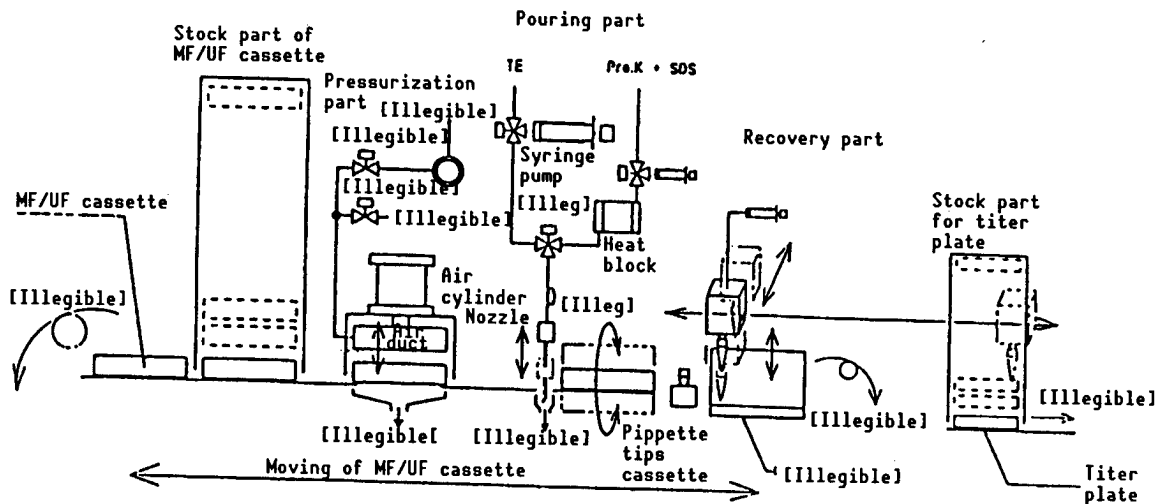 Pouring part
Stock part of
MF/UF cassette
TE
Pro.K + SDS
Pressurization
part
[Illegible]
[Illegible]
Syringe
pump
Recovery part
[Illegible]
[Illegible]
[Illeg]
MF/UF cassette
Stock part
for titer
plate
Heat
block
Air
cylinder
Nozzle
[Illeg]
[Illegible]
Air
duct
[Illegible]
[Illegible]
[Illegible[
[Illegible]
Pippette
tips
cassette
Moving of MF/UF cassette
[Illegible]
Titer
plate